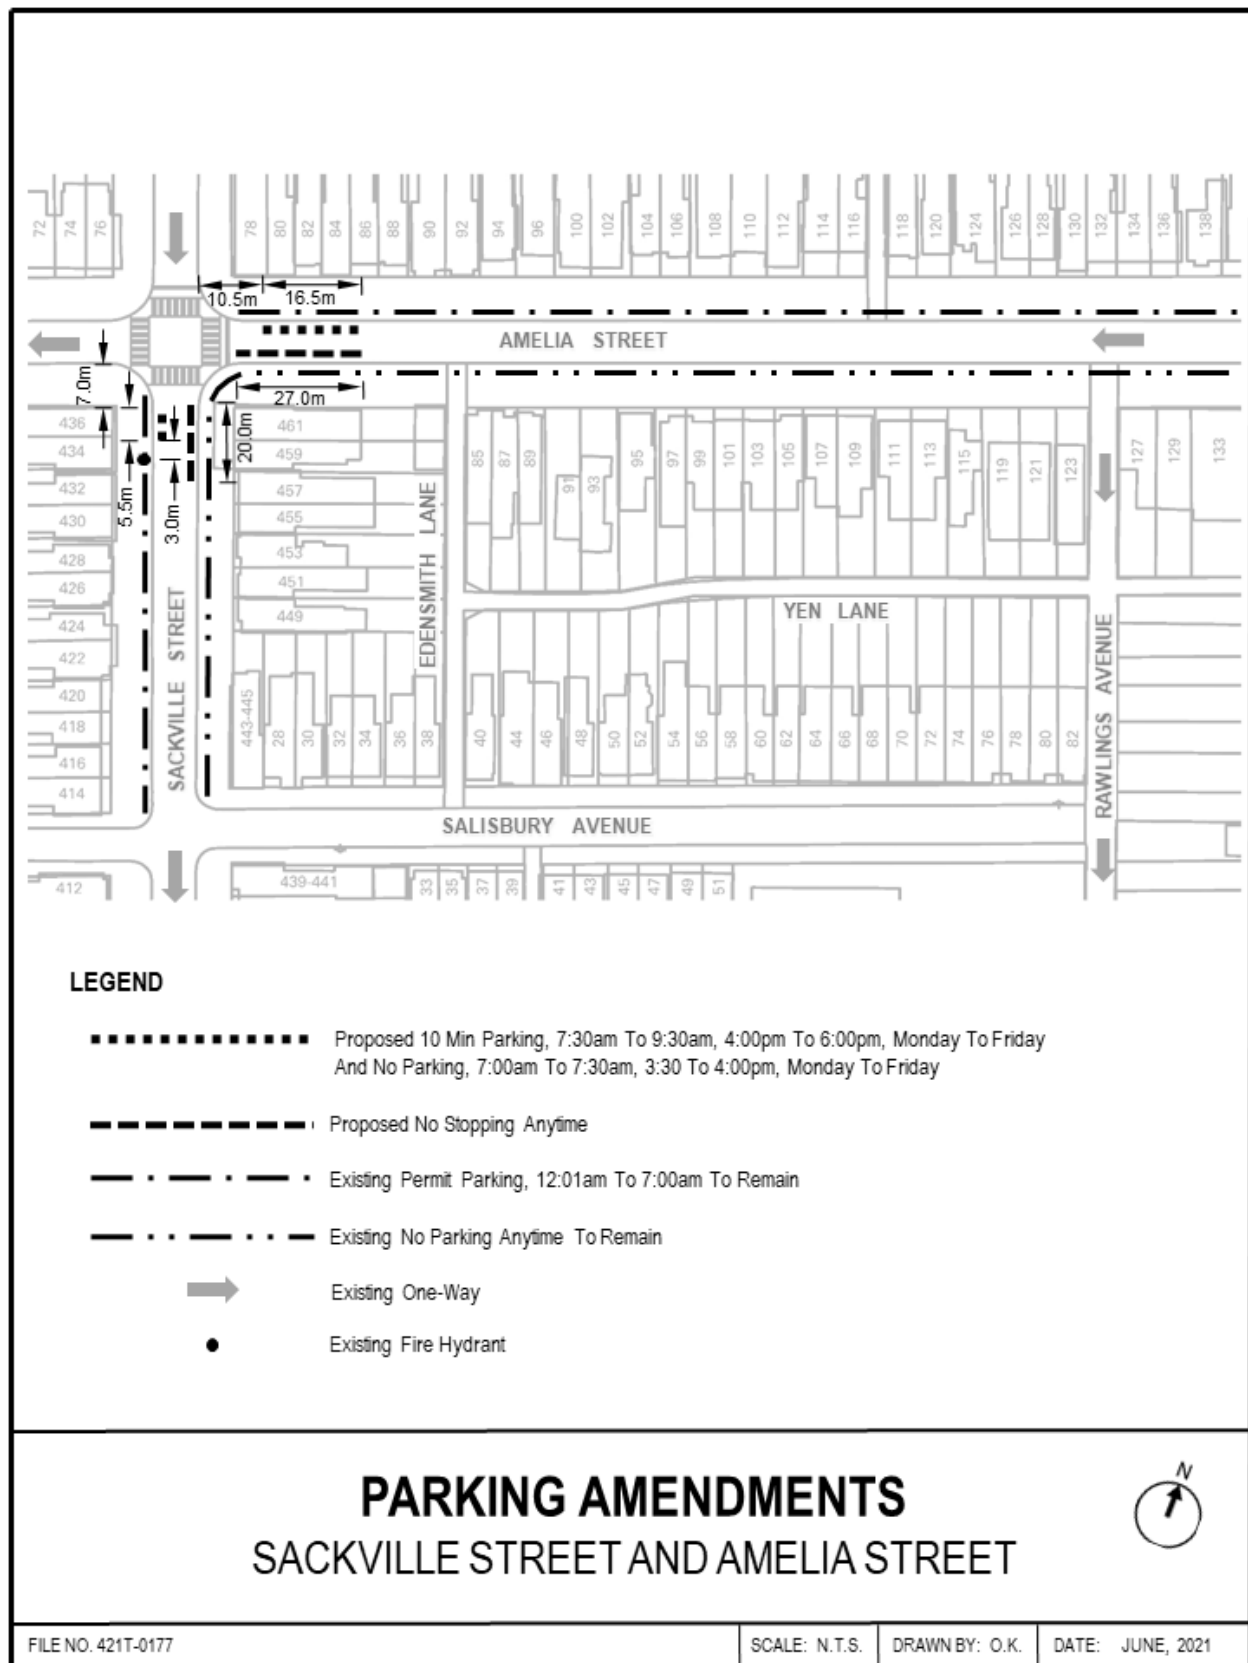 72 74 76 78 80 82 84 86 88 90 92 94 96 100 102 104 106 108 110 112 114 116 118 120 124 126 128 130 132 134 136 138
10.5m 16.5m
AMELIA STREET
7.0m
27.0m
20.0m
5.5m
3.0m
436
434
432
430
428
426
424
422
420
418
416
414
412
461
459
457
455
453
451
449
443-445 28 30 32 34 36 38
SACKVILLE STREET
EDENSMITH LANE
85 87 89 91 93 95 97 99 101 103 105 107 109 111 113 115 119 121 123 127 129 133
YEN LANE
40 44 46 48 50 52 54 56 58 60 62 64 66 68 70 72 74 76 78 80 82
RAWLINGS AVENUE
SALISBURY AVENUE
439-441 33 35 37 39 41 43 45 47 49 51
LEGEND
Proposed 10 Min Parking, 7:30am To 9:30am, 4:00pm To 6:00pm, Monday To Friday
And No Parking, 7:00am To 7:30am, 3:30 To 4:00pm, Monday To Friday
Proposed No Stopping Anytime
Existing Permit Parking, 12:01am To 7:00am To Remain
Existing No Parking Anytime To Remain
Existing One-Way
Existing Fire Hydrant
PARKING AMENDMENTS
SACKVILLE STREET AND AMELIA STREET
N
FILE NO. 421T-0177
SCALE: N.T.S.
DRAWN BY: O.K.
DATE: JUNE, 2021